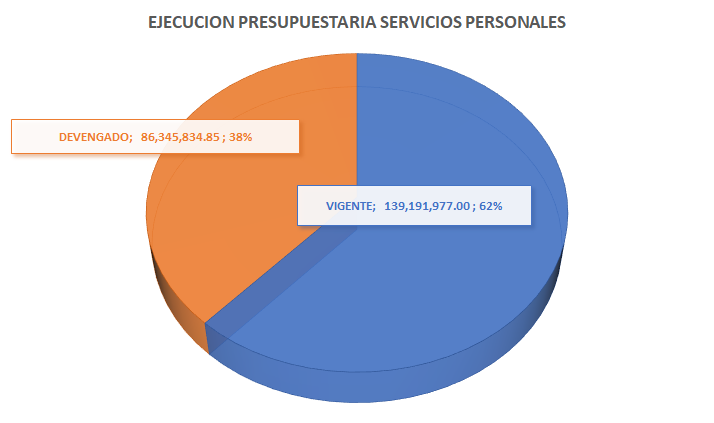 EJECUCION PRESUPUESTARIA SERVICIOS PERSONALES
DEVENGADO; 86,345,834.85 ; 38%
VIGENTE; 139,191,977.00 ; 62%